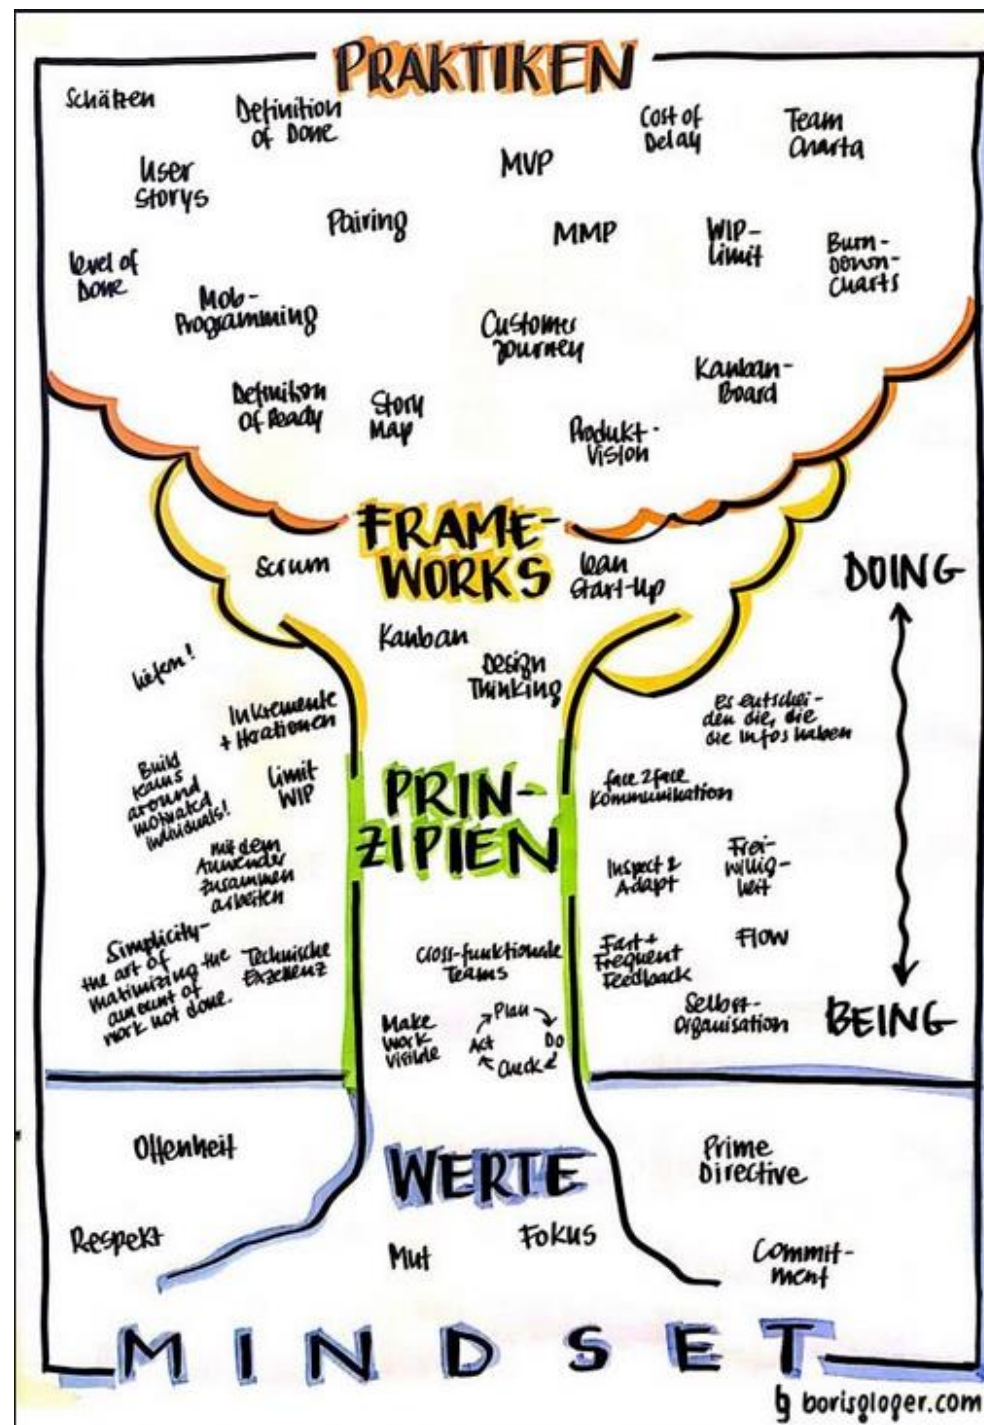 PRAKTIKEN
Schätzen
Definition
of Done
Cost of
Delay
Team
Charta
User
Storys
MVP
Pairing
MMP
WIP-
Limit
Burn-
Down-
Charts
Level of
Done
Mob-
Programming
Customer
Journey
Kanban-
Board
Definition
of Ready
Story
Map
Produkt-
Vision
FRAME-
WORKS
Scrum
Lean
Start-Up
Kanban
Design
Thinking
DOING
BEING
PRIN-
ZIPIEN
liefern!
Inkremente
+ Iterationen
Build
teams
around
motivated
individuals!
Limit
WIP
mit dem
Anwender
zusammen
arbeiten
Simplicity-
the art of
maximizing the
amount of
work not done.
Technische
Exzellenz
Cross-funktionale
Teams
Make
Work
Visible
Plan
Do
Check
Act
Es entschei-
den die, die
die Infos haben
face 2 face
Kommunikation
Inspect &
Adapt
Frei-
willig-
keit
Fast +
Frequent
Feedback
Flow
Selbst-
Organisation
WERTE
Offenheit
Respekt
Mut
Fokus
Prime
Directive
Commit-
ment
MINDSET
borisgloger.com